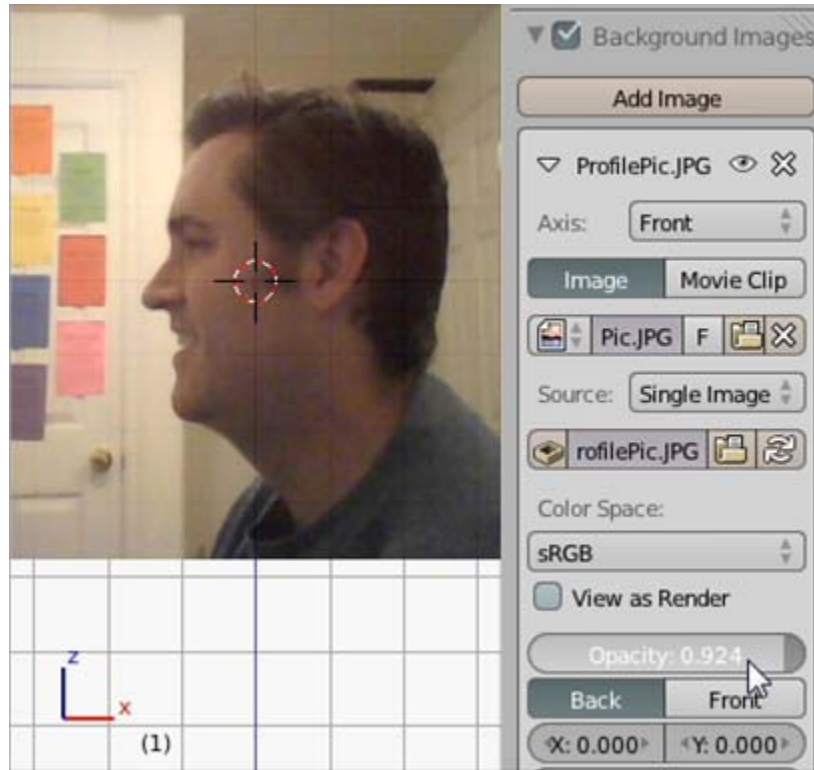 Background Images
Add Image
ProfilePic.JPG
Axis: Front
Image Movie Clip
Pic.JPG F
Source: Single Image
rofilePic.JPG
Color Space:
sRGB
View as Render
Opacity: 0.924
Back Front
X: 0.000 Y: 0.000
z
x
(1)